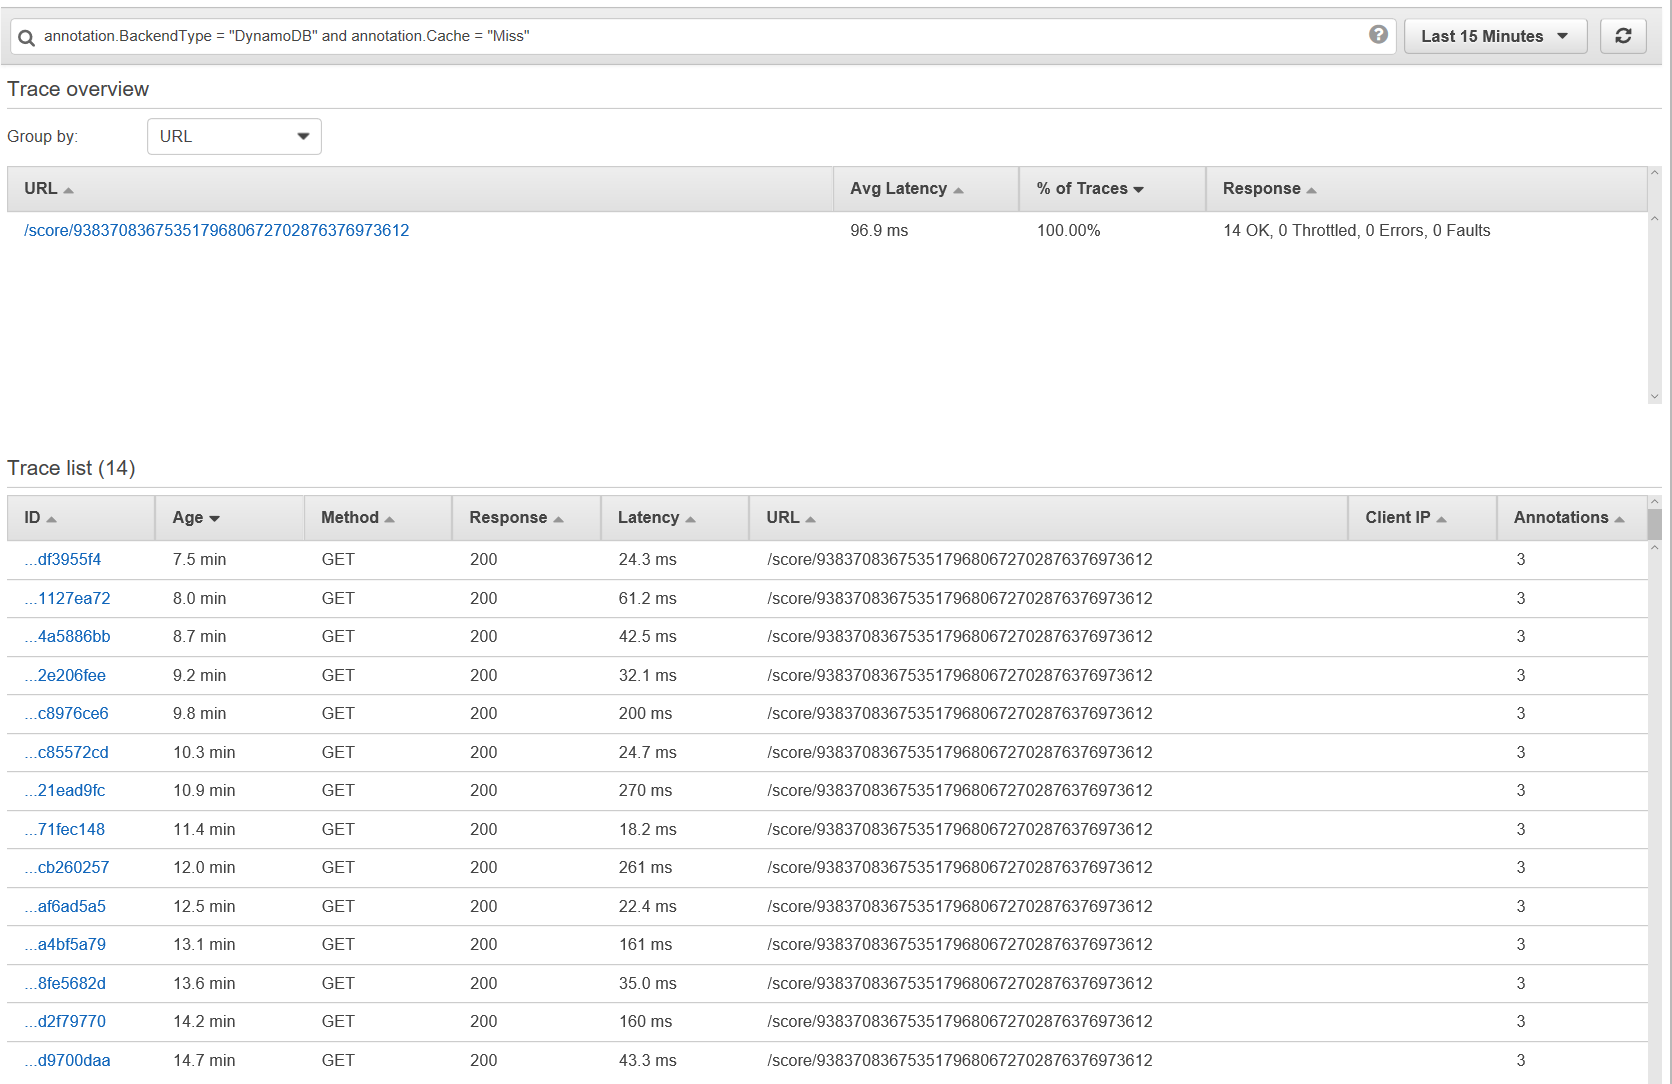 annotation.BackendType = "DynamoDB" and annotation.Cache = "Miss" ? Last 15 Minutes
Trace overview
Group by: URL
URL Avg Latency % of Traces Response
/score/9383708367535179680672702876376973612 96.9 ms 100.00% 14 OK, 0 Throttled, 0 Errors, 0 Faults
Trace list (14)
ID Age Method Response Latency URL Client IP Annotations
...df3955f4 7.5 min GET 200 24.3 ms /score/9383708367535179680672702876376973612 3
...1127ea72 8.0 min GET 200 61.2 ms /score/9383708367535179680672702876376973612 3
...4a5886bb 8.7 min GET 200 42.5 ms /score/9383708367535179680672702876376973612 3
...2e206fee 9.2 min GET 200 32.1 ms /score/9383708367535179680672702876376973612 3
...c8976ce6 9.8 min GET 200 200 ms /score/9383708367535179680672702876376973612 3
...c85572cd 10.3 min GET 200 24.7 ms /score/9383708367535179680672702876376973612 3
...21ead9fc 10.9 min GET 200 270 ms /score/9383708367535179680672702876376973612 3
...71fec148 11.4 min GET 200 18.2 ms /score/9383708367535179680672702876376973612 3
...cb260257 12.0 min GET 200 261 ms /score/9383708367535179680672702876376973612 3
...af6ad5a5 12.5 min GET 200 22.4 ms /score/9383708367535179680672702876376973612 3
...a4bf5a79 13.1 min GET 200 161 ms /score/9383708367535179680672702876376973612 3
...8fe5682d 13.6 min GET 200 35.0 ms /score/9383708367535179680672702876376973612 3
...d2f79770 14.2 min GET 200 160 ms /score/9383708367535179680672702876376973612 3
...d9700daa 14.7 min GET 200 43.3 ms /score/9383708367535179680672702876376973612 3